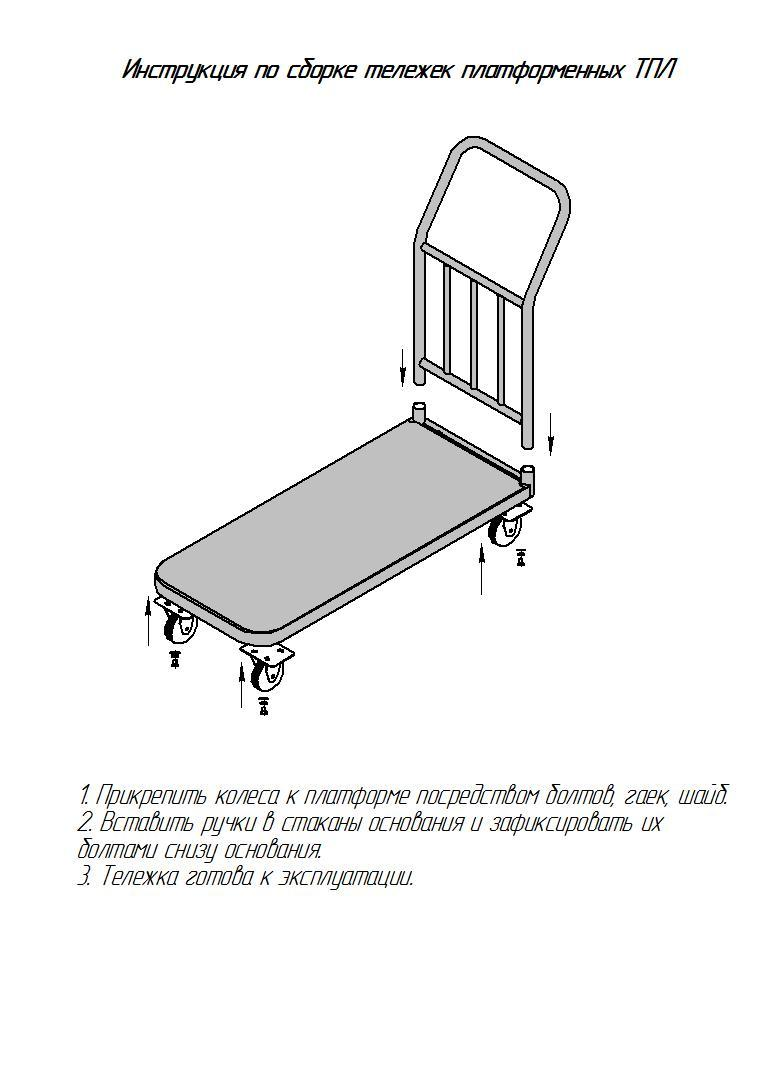 Инструкция по сборке тележек платформенных ТПЛ
1. Прикрепить колеса к платформе посредством болтов, гаек, шайб.
2. Вставить ручки в стаканы основания и зафиксировать их
болтами снизу основания.
3. Тележка готова к эксплуатации.